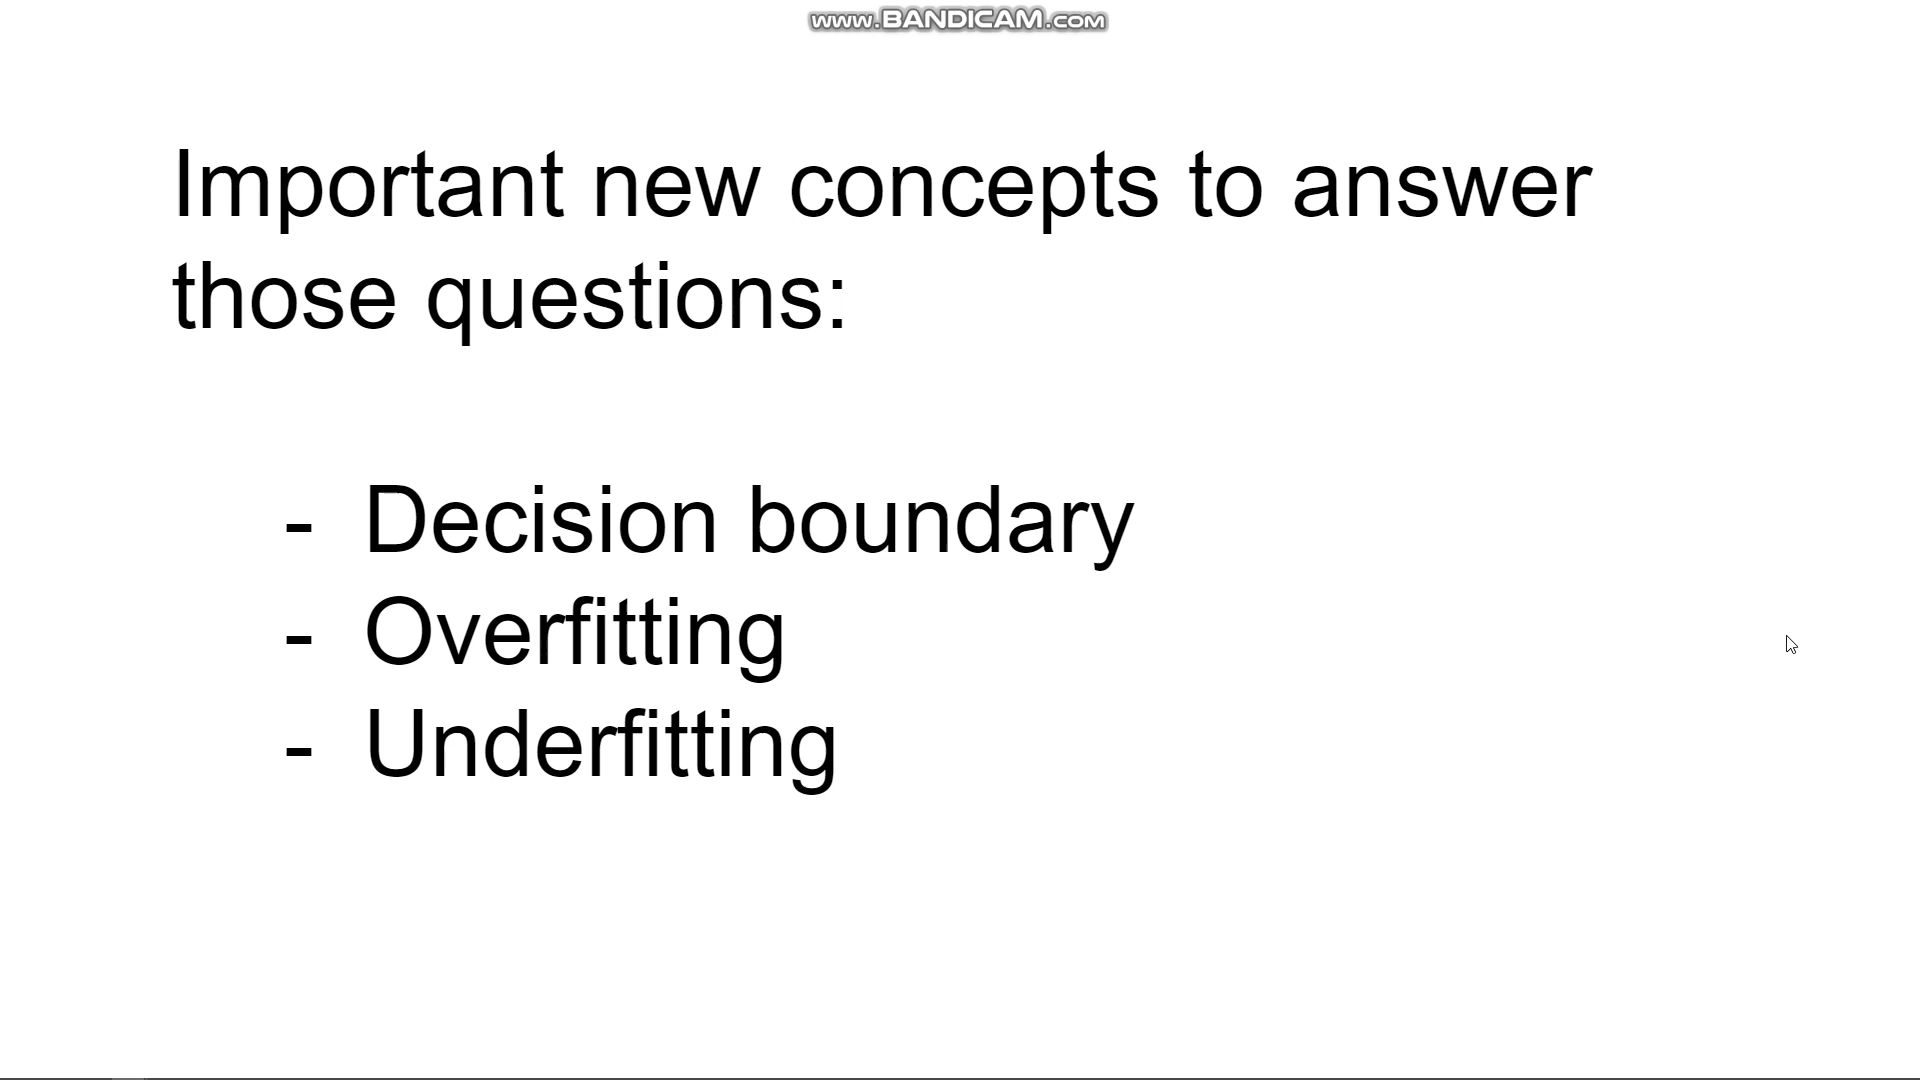 www.BANDICAM.com
Important new concepts to answer
those questions:
- Decision boundary
- Overfitting
- Underfitting